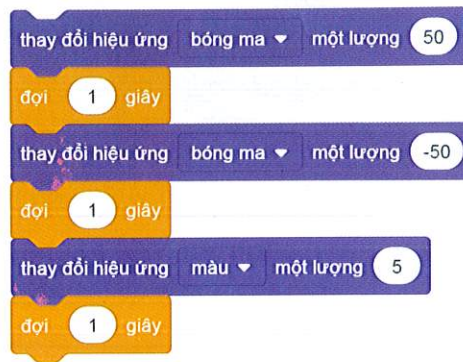 thay đổi hiệu ứng bóng ma một lượng 50
đợi 1 giây
thay đổi hiệu ứng bóng ma một lượng -50
đợi 1 giây
thay đổi hiệu ứng màu một lượng 5
đợi 1 giây